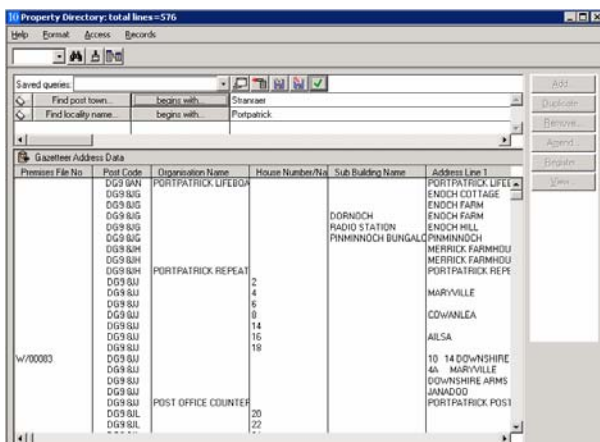 Property Directory: total lines=576
Help Format Access Records
Saved queries:
Find post town... begins with... Stranraer
Find locality name... begins with... Portpatrick
Add...
Duplicate
Remove...
Amend...
Register
View...
Gazetteer Address Data
Premises File No Post Code Organisation Name House Number/Na Sub Building Name Address Line 1
DG9 8AN PORTPATRICK LIFEBOA PORTPATRICK LIFEE
DG9 8JG ENOCH COTTAGE
DG9 8JG ENOCH FARM
DG9 8JG DORNOCH ENOCH FARM
DG9 8JG RADIO STATION ENOCH HILL
DG9 8JG PINMINNOCH BUNGALO PINMINNOCH
DG9 8JH MERRICK FARMHOU
DG9 8JH MERRICK FARMHOU
DG9 8JH PORTPATRICK REPEAT PORTPATRICK REPE
DG9 8JJ 2
DG9 8JJ 4 MARYVILLE
DG9 8JJ 6
DG9 8JJ 8 COWANLEA
DG9 8JJ 14
DG9 8JJ 16 AILSA
DG9 8JJ 18
W/00083 DG9 8JJ 10 14 DOWNSHIRE
DG9 8JJ 4A MARYVILLE
DG9 8JJ DOWNSHIRE ARMS
DG9 8JJ JANADOO
DG9 8JJ POST OFFICE COUNTER PORTPATRICK POST
DG9 8JL 20
DG9 8JL 22